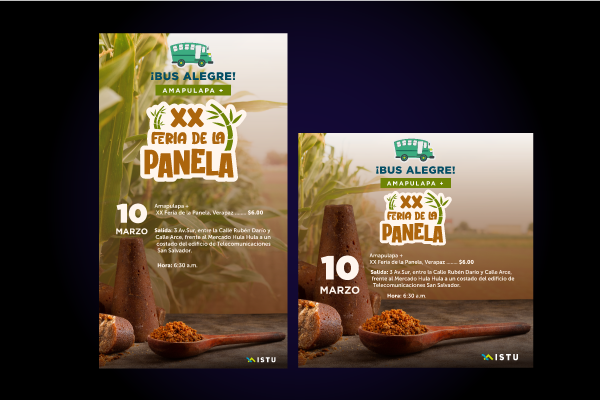 ¡BUS ALEGRE!
AMAPULAPA +
XX
FERIA DE LA
PANELA
10
MARZO
Amapulapa +
XX Feria de la Panela, Verapaz ........ $6.00
Salida: 3 Av.Sur, entre la Calle Rubén Darío y
Calle Arce, frente al Mercado Hula Hula a un
costado del edificio de Telecomunicaciones
San Salvador.
Hora: 6:30 a.m.
ISTU
¡BUS ALEGRE!
AMAPULAPA +
XX
FERIA DE LA
PANELA
10
MARZO
Amapulapa +
XX Feria de la Panela, Verapaz ........ $6.00
Salida: 3 Av.Sur, entre la Calle Rubén Darío y Calle Arce,
frente al Mercado Hula Hula a un costado del edificio de
Telecomunicaciones San Salvador.
Hora: 6:30 a.m
ISTU